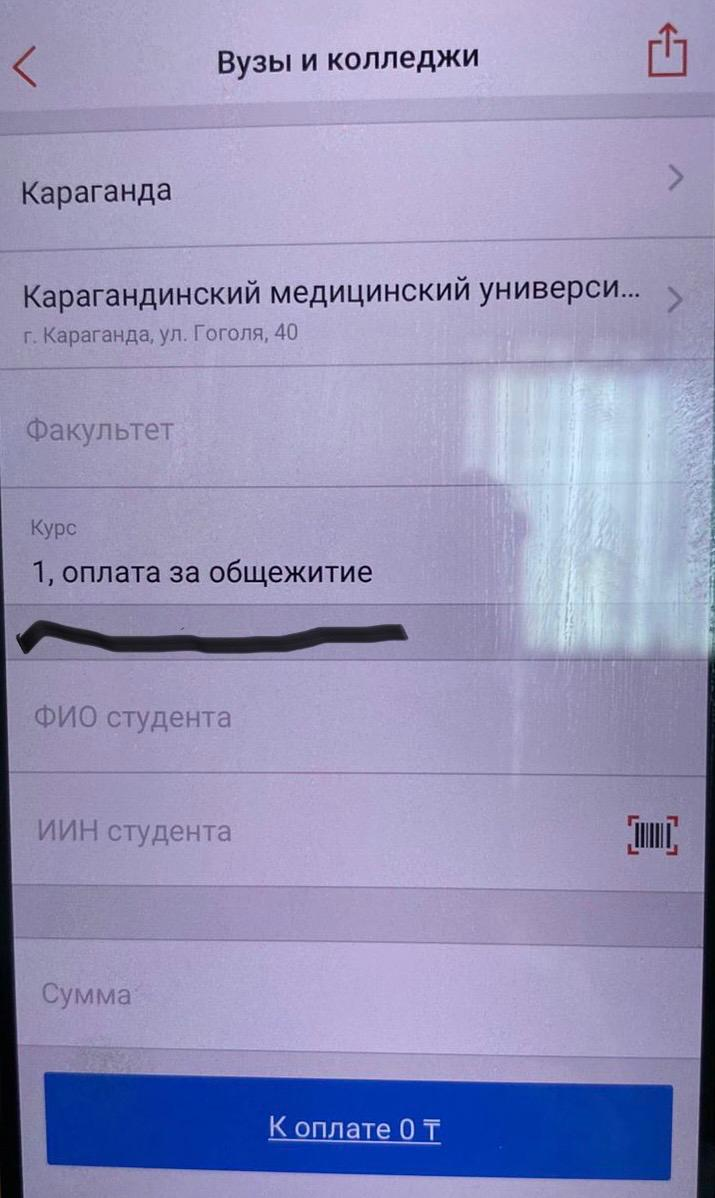 Вузы и колледжи
Караганда
Карагандинский медицинский универси...
г. Караганда, ул. Гоголя, 40
Факультет
Курс
1, оплата за общежитие
ФИО студента
ИИН студента
Сумма
К оплате 0 ₸